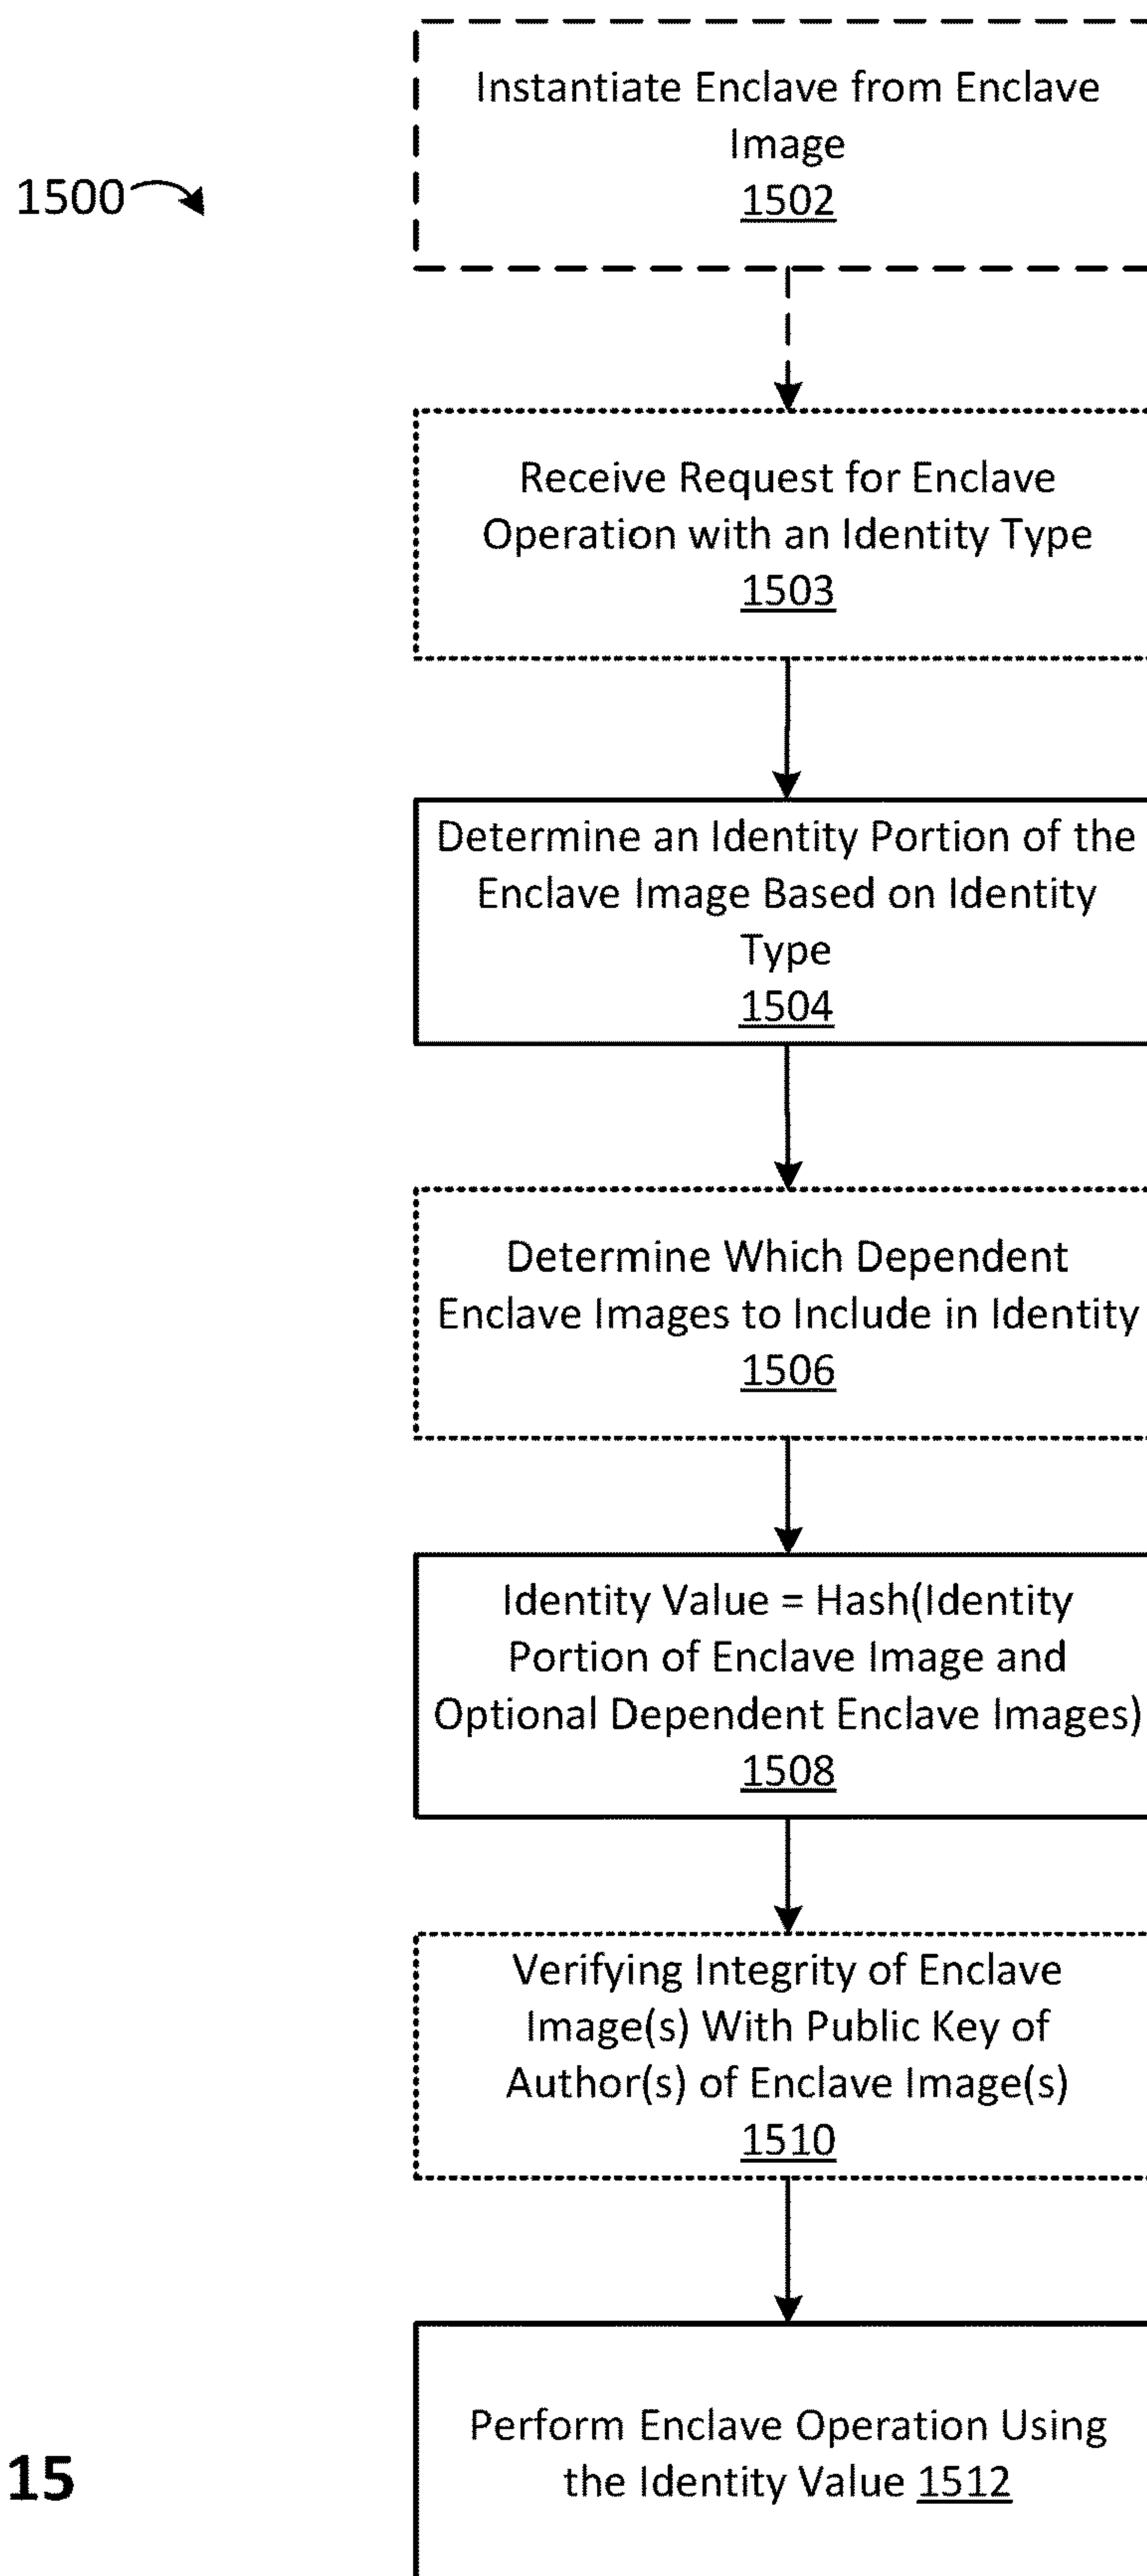 Instantiate Enclave from Enclave
Image
1502
1500
Receive Request for Enclave
Operation with an Identity Type
1503
Determine an Identity Portion of the
Enclave Image Based on Identity
Type
1504
Determine Which Dependent
Enclave Images to Include in Identity
1506
Identity Value = Hash(Identity
Portion of Enclave Image and
Optional Dependent Enclave Images)
1508
Verifying Integrity of Enclave
Image(s) With Public Key of
Author(s) of Enclave Image(s)
1510
Perform Enclave Operation Using
the Identity Value 1512
15